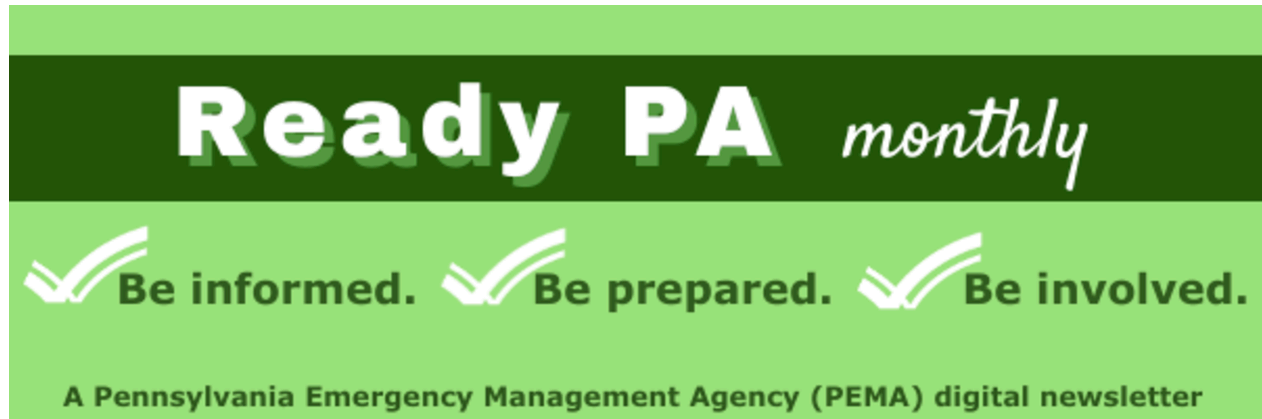 Ready PA monthly
Be informed. Be prepared. Be involved.
A Pennsylvania Emergency Management Agency (PEMA) digital newsletter